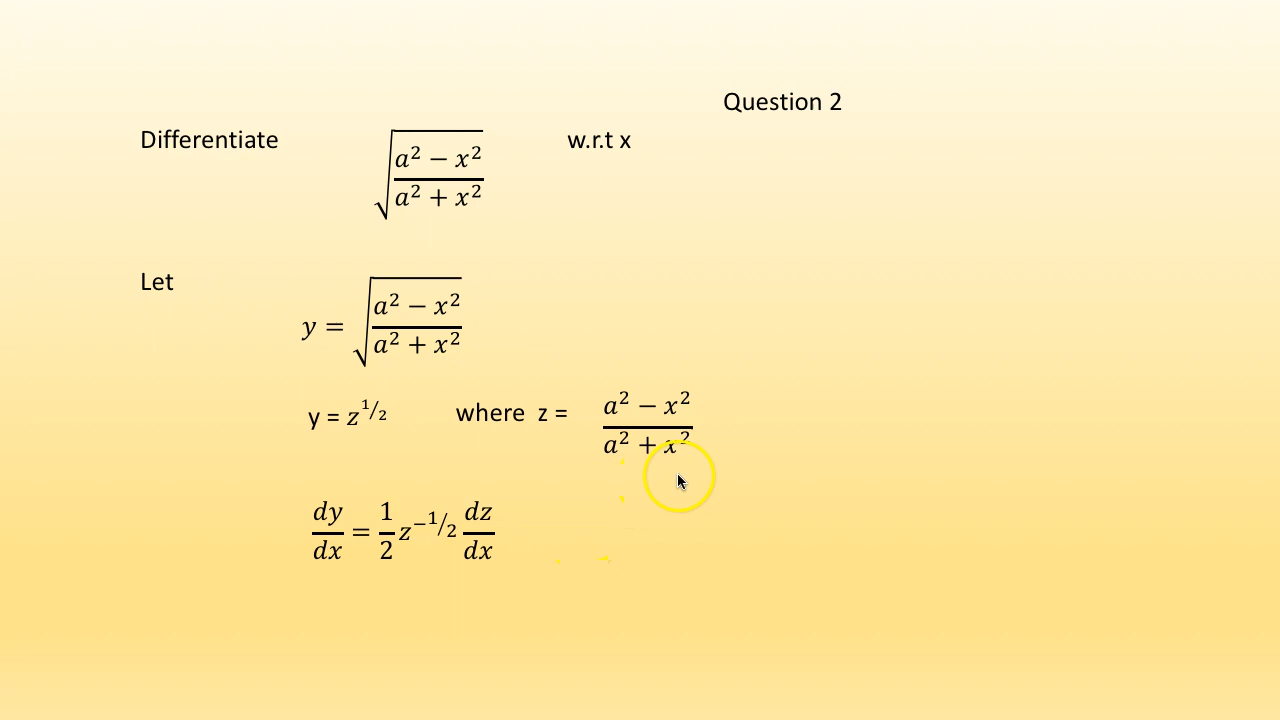 Question 2
Differentiate √((a² − x²)/(a² + x²)) w.r.t x
Let
y = √((a² − x²)/(a² + x²))
y = z^(1/2) where z = (a² − x²)/(a² + x²)
dy/dx = 1/2 z^(−1/2) dz/dx